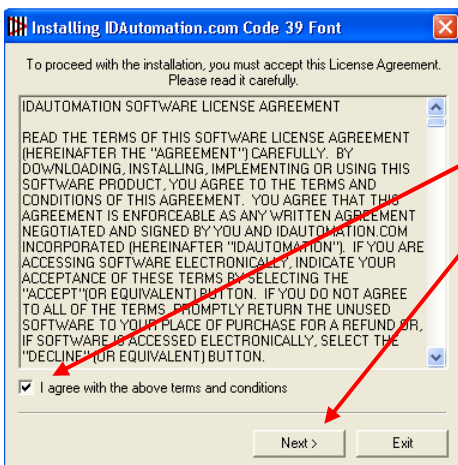 Installing IDAutomation.com Code 39 Font
To proceed with the installation, you must accept this License Agreement.
Please read it carefully.
IDAUTOMATION SOFTWARE LICENSE AGREEMENT
READ THE TERMS OF THIS SOFTWARE LICENSE AGREEMENT
(HEREINAFTER THE "AGREEMENT") CAREFULLY. BY
DOWNLOADING, INSTALLING, IMPLEMENTING OR USING THIS
SOFTWARE PRODUCT, YOU AGREE TO THE TERMS AND
CONDITIONS OF THIS AGREEMENT. YOU AGREE THAT THIS
AGREEMENT IS ENFORCEABLE AS ANY WRITTEN AGREEMENT
NEGOTIATED AND SIGNED BY YOU AND IDAUTOMATION.COM
INCORPORATED (HEREINAFTER "IDAUTOMATION"). IF YOU ARE
ACCESSING SOFTWARE ELECTRONICALLY, INDICATE YOUR
ACCEPTANCE OF THESE TERMS BY SELECTING THE
"ACCEPT"(OR EQUIVALENT) BUTTON. IF YOU DO NOT AGREE
TO ALL OF THE TERMS, PROMPTLY RETURN THE UNUSED
SOFTWARE TO YOUR PLACE OF PURCHASE FOR A REFUND OR,
IF SOFTWARE IS ACCESSED ELECTRONICALLY, SELECT THE
"DECLINE" (OR EQUIVALENT) BUTTON.
I agree with the above terms and conditions
Next > Exit